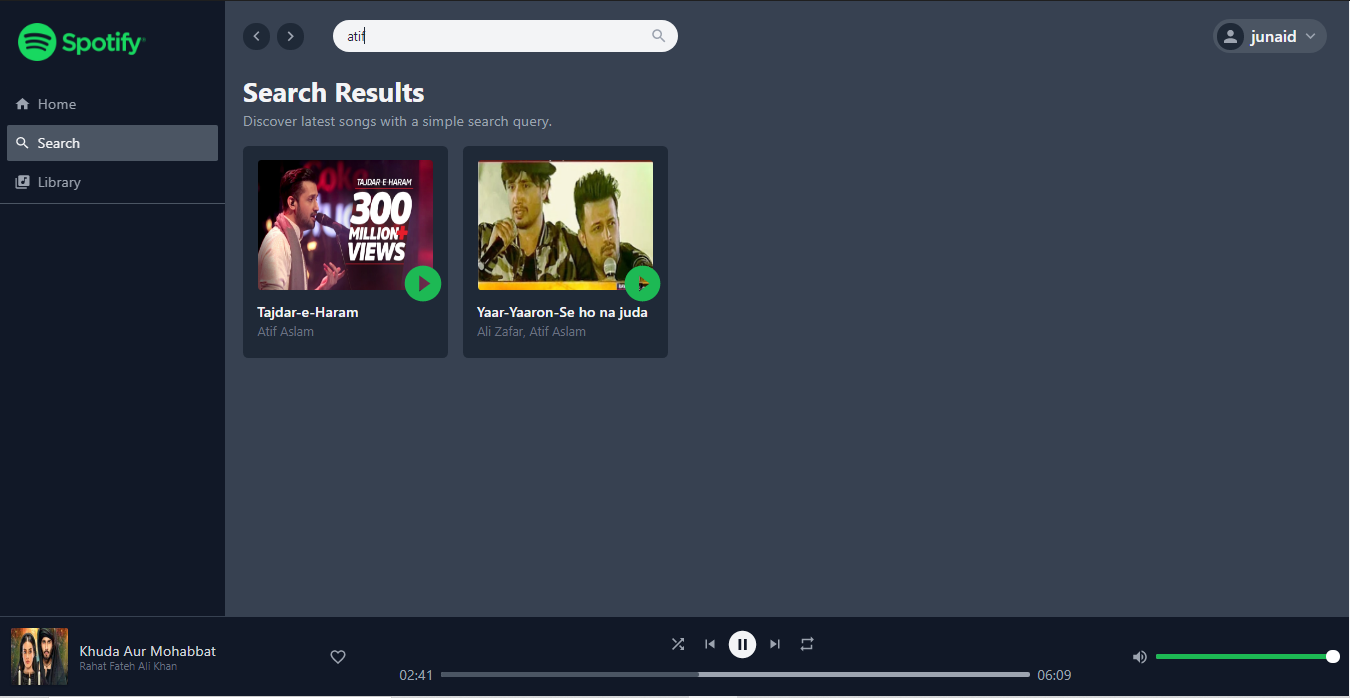 Spotify
atif
junaid
Home
Search
Library
Search Results
Discover latest songs with a simple search query.
TAJDAR-E-HARAM
300
MILLION+
VIEWS
Tajdar-e-Haram
Atif Aslam
Yaar-Yaaron-Se ho na juda
Ali Zafar, Atif Aslam
Khuda Aur Mohabbat
Rahat Fateh Ali Khan
02:41
06:09